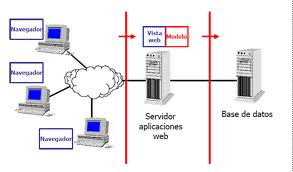 Navegador
Vista
web
Modelo
Navegador
Navegador
Servidor
aplicaciones
web
Base de datos